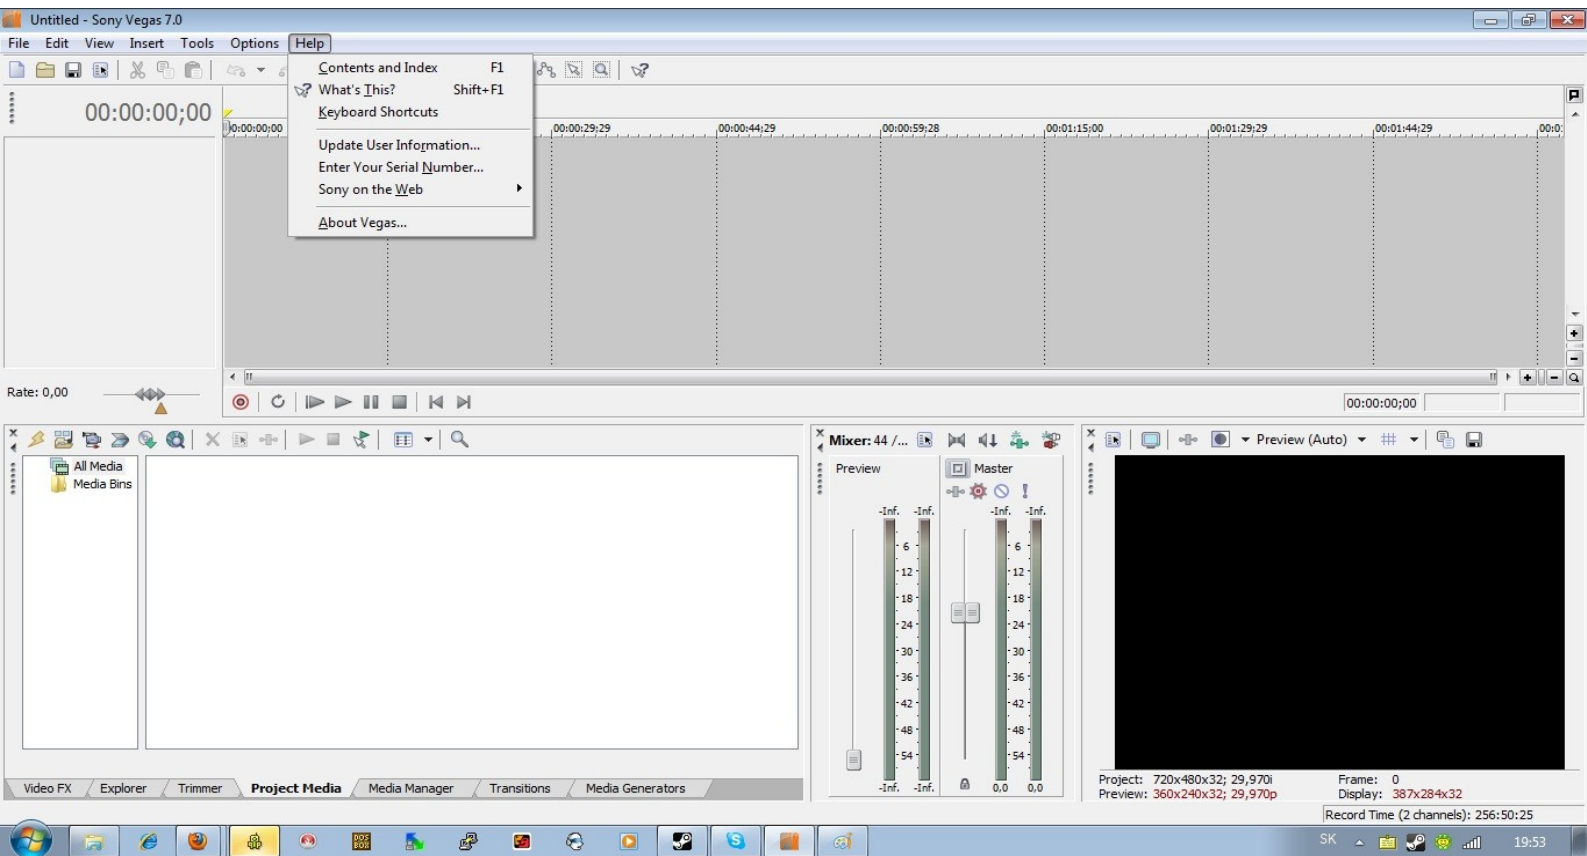 Untitled - Sony Vegas 7.0
File Edit View Insert Tools Options Help
Contents and Index F1
What's This? Shift+F1
Keyboard Shortcuts
Update User Information...
Enter Your Serial Number...
Sony on the Web
About Vegas...
00:00:00;00
00:00:00;00 00:00:29;29 00:00:44;29 00:00:59;28 00:01:15;00 00:01:29;29 00:01:44;29 00:0
Rate: 0,00
00:00:00;00
All Media
Media Bins
Video FX Explorer Trimmer Project Media Media Manager Transitions Media Generators
Mixer: 44 /...
Preview Master
-Inf. -Inf. -Inf. -Inf.
6 6
12 12
18 18
24 24
30 30
36 36
42 42
48 48
54 54
-Inf. -Inf. 0,0 0,0
Preview (Auto)
Project: 720x480x32; 29,970i Frame: 0
Preview: 360x240x32; 29,970p Display: 387x284x32
Record Time (2 channels): 256:50:25
DOS
BOX
SK 19:53